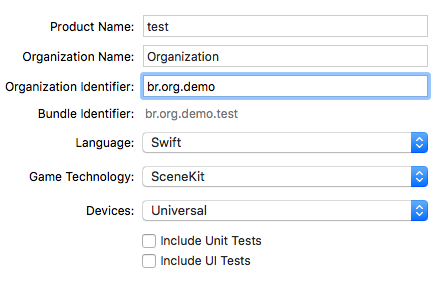 Product Name: test
Organization Name: Organization
Organization Identifier: br.org.demo
Bundle Identifier: br.org.demo.test
Language: Swift
Game Technology: SceneKit
Devices: Universal
Include Unit Tests
Include UI Tests